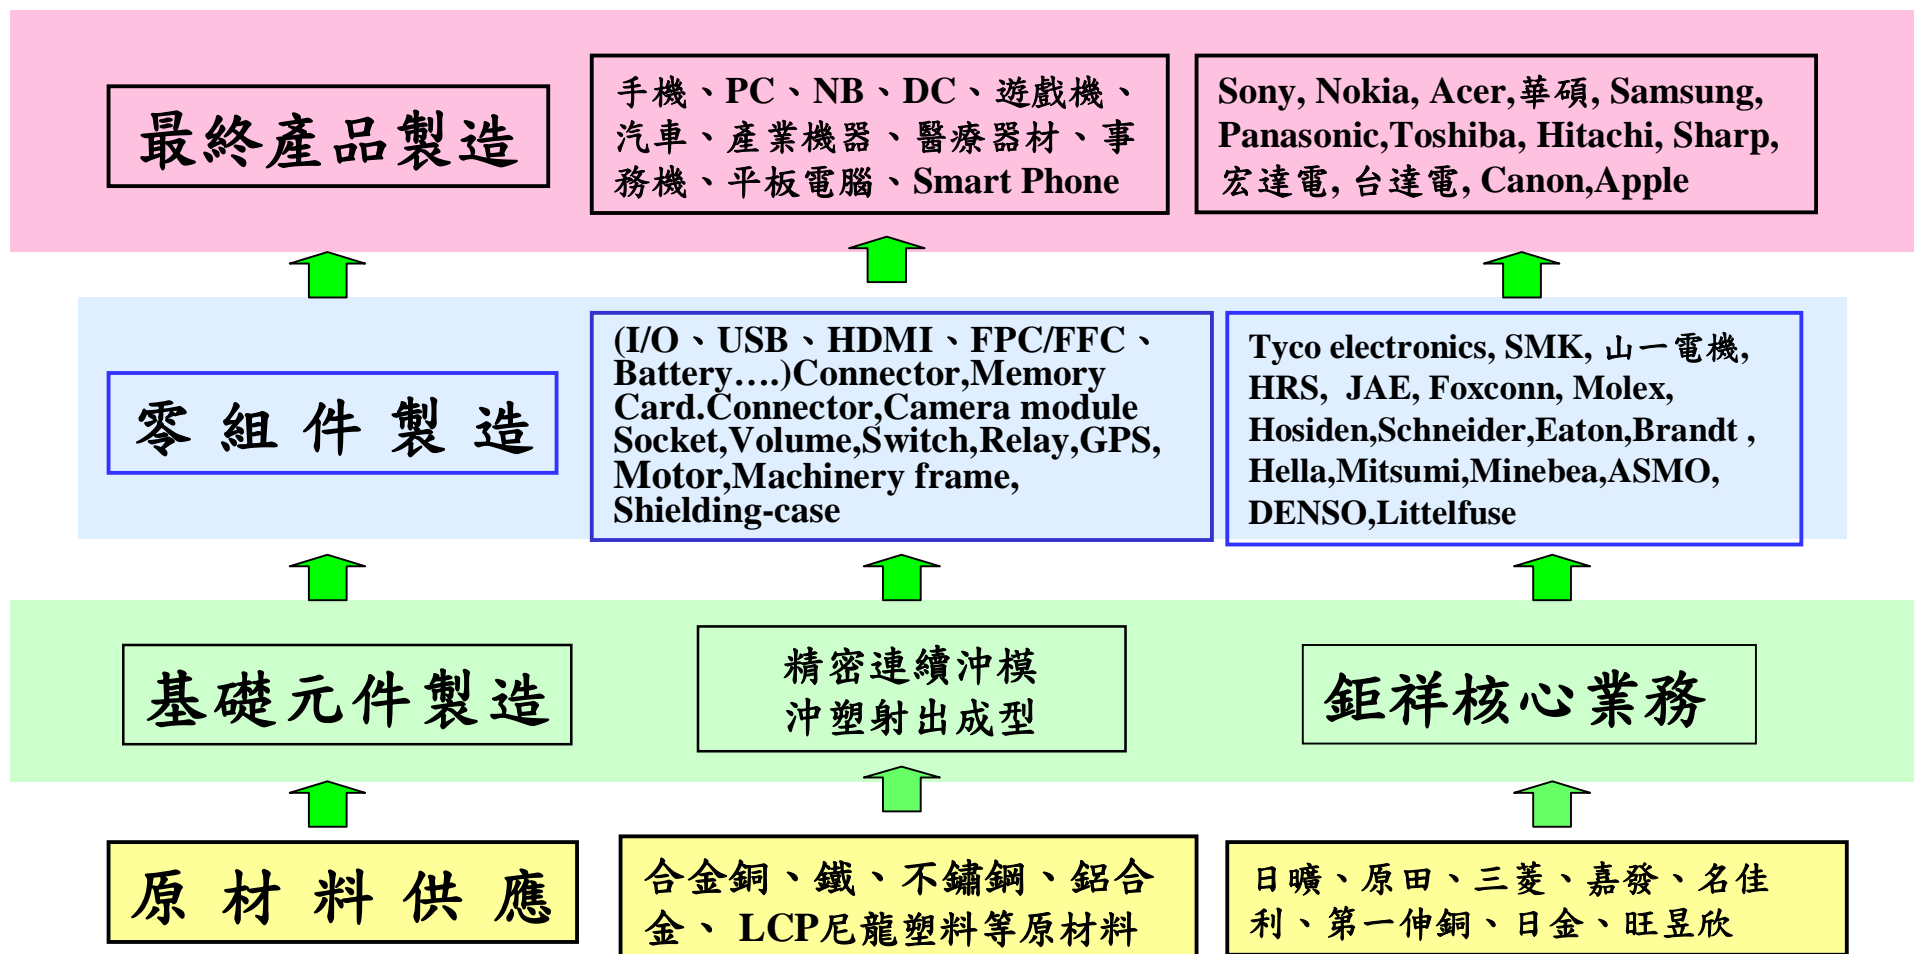 最終產品製造
手機、PC、NB、DC、遊戲機、
汽車、產業機器、醫療器材、事
務機、平板電腦、Smart Phone
Sony, Nokia, Acer,華碩, Samsung,
Panasonic,Toshiba, Hitachi, Sharp,
宏達電, 台達電, Canon,Apple
零組件製造
(I/O、USB、HDMI、FPC/FFC、
Battery….)Connector,Memory
Card.Connector,Camera module
Socket,Volume,Switch,Relay,GPS,
Motor,Machinery frame,
Shielding-case
Tyco electronics, SMK, 山一電機,
HRS, JAE, Foxconn, Molex,
Hosiden,Schneider,Eaton,Brandt ,
Hella,Mitsumi,Minebea,ASMO,
DENSO,Littelfuse
基礎元件製造
精密連續沖模
沖塑射出成型
鉅祥核心業務
原材料供應
合金銅、鐵、不鏽鋼、鋁合
金、 LCP尼龍塑料等原材料
日曠、原田、三菱、嘉發、名佳
利、第一伸銅、日金、旺昱欣